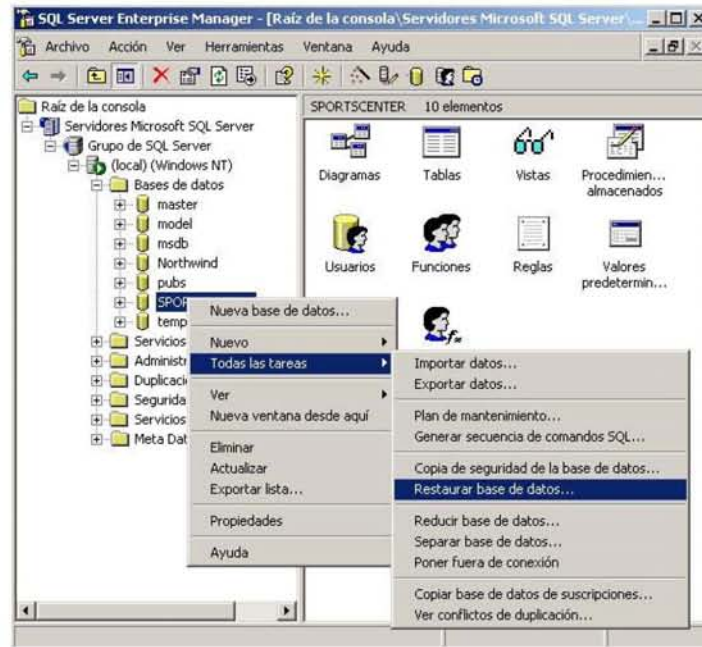 SQL Server Enterprise Manager - [Raíz de la consola\Servidores Microsoft SQL Server\...
Archivo Acción Ver Herramientas Ventana Ayuda
Raíz de la consola
Servidores Microsoft SQL Server
Grupo de SQL Server
(local) (Windows NT)
Bases de datos
master
model
msdb
Northwind
pubs
SPOR
temp
Servicios
Administr
Duplicaci
Segurida
Servicios
Meta Dat
SPORTSCENTER 10 elementos
Diagramas
Tablas
Vistas
Procedimien...
almacenados
Usuarios
Funciones
Reglas
Valores
predetermin...
Nueva base de datos...
Nuevo
Todas las tareas
Ver
Nueva ventana desde aquí
Eliminar
Actualizar
Exportar lista...
Propiedades
Ayuda
Importar datos...
Exportar datos...
Plan de mantenimiento...
Generar secuencia de comandos SQL...
Copia de seguridad de la base de datos...
Restaurar base de datos...
Reducir base de datos...
Separar base de datos...
Poner fuera de conexión
Copiar base de datos de suscripciones...
Ver conflictos de duplicación...